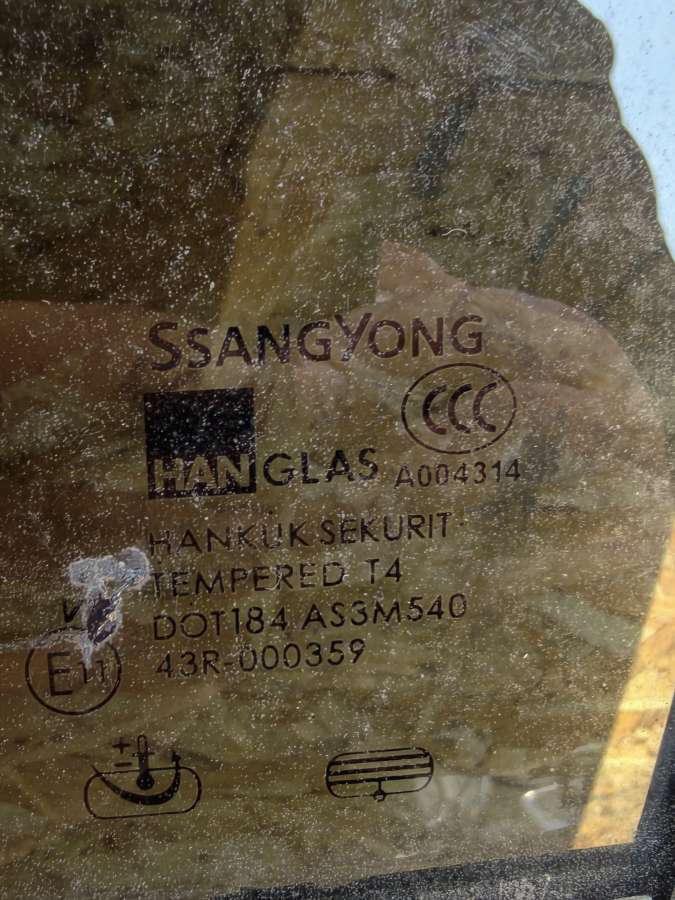 SSANGYONG
CCC
HANGLAS A004314
HANKUK SEKURIT
TEMPERED T4
DOT184 AS3M540
E11 43R-000359